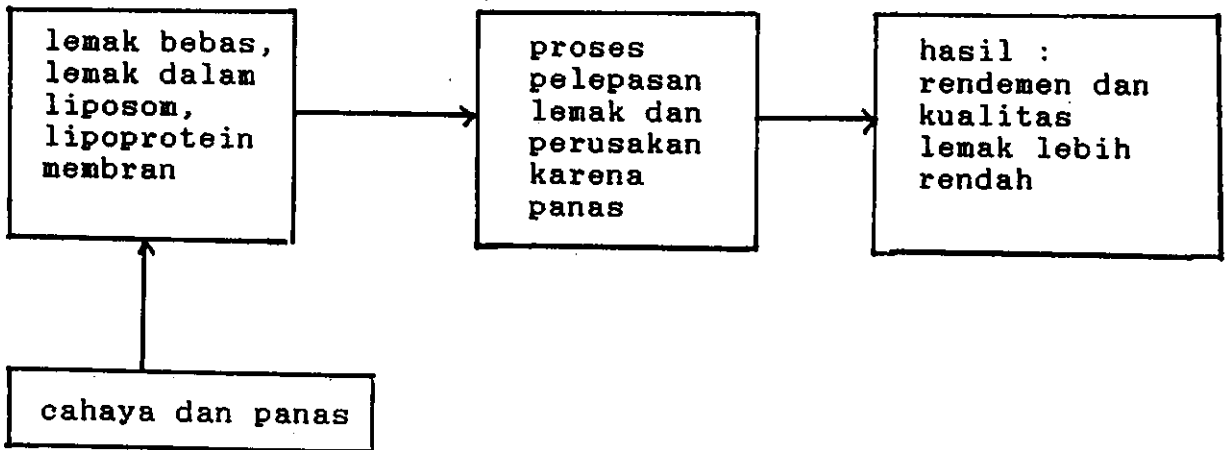 lemak bebas,
lemak dalam
liposom,
lipoprotein
membran
proses
pelepasan
lemak dan
perusakan
karena
panas
hasil :
rendemen dan
kualitas
lemak lebih
rendah
cahaya dan panas